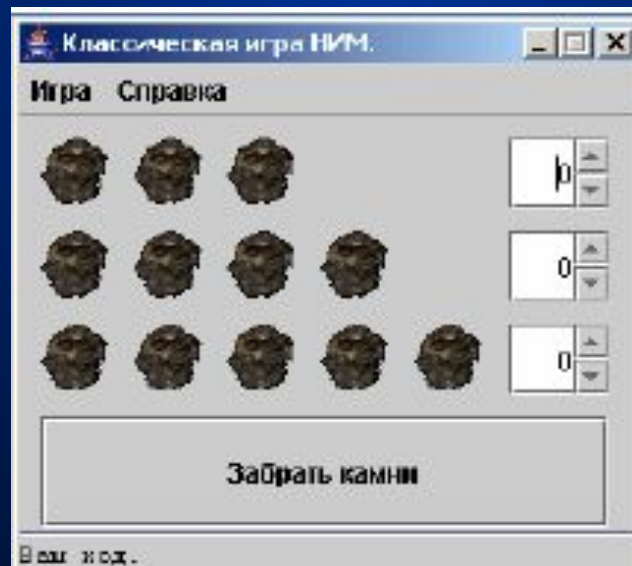 Классическая игра НИМ.
Игра Справка
0
0
0
Забрать камни
Ваш ход.